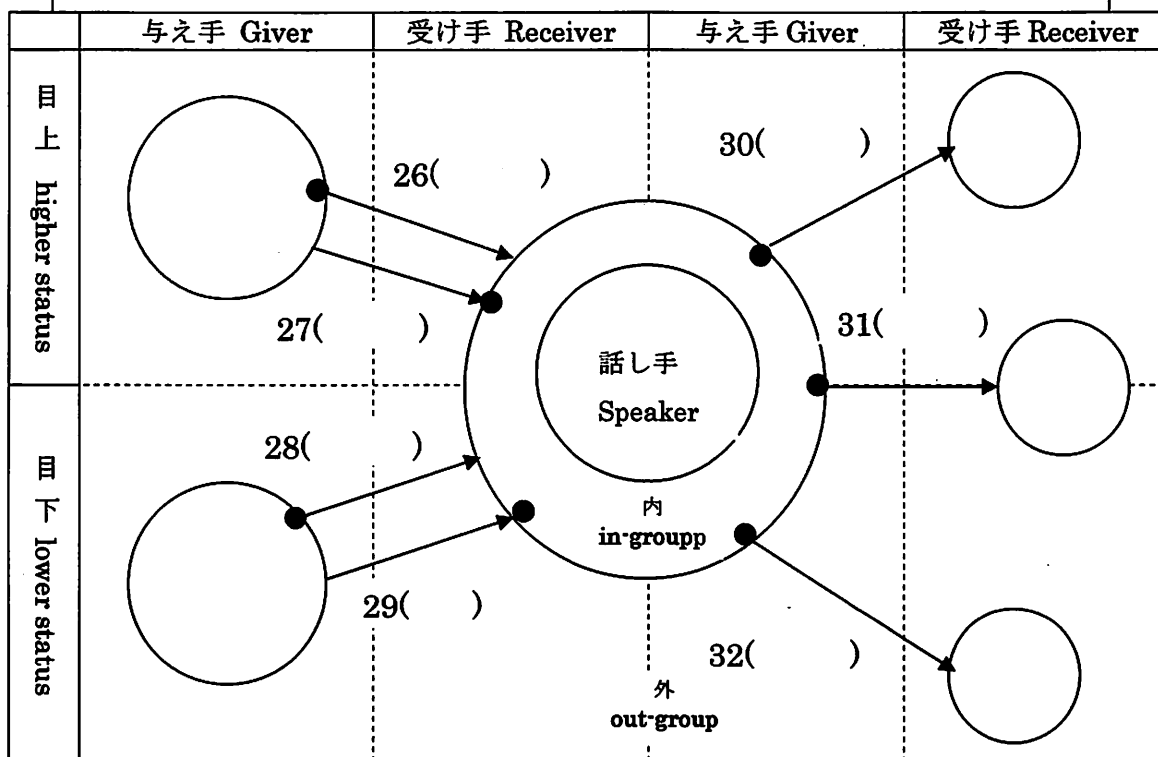 与え手 Giver 受け手 Receiver 与え手 Giver 受け手 Receiver
目上 higher status
26( )
30( )
27( )
31( )
話し手
Speaker
28( )
目下 lower status
内
in-groupp
29( )
32( )
外
out-group